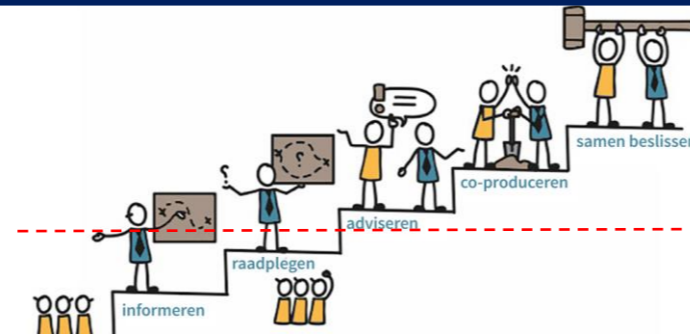 informeren
raadplegen
adviseren
co-produceren
samen beslissen